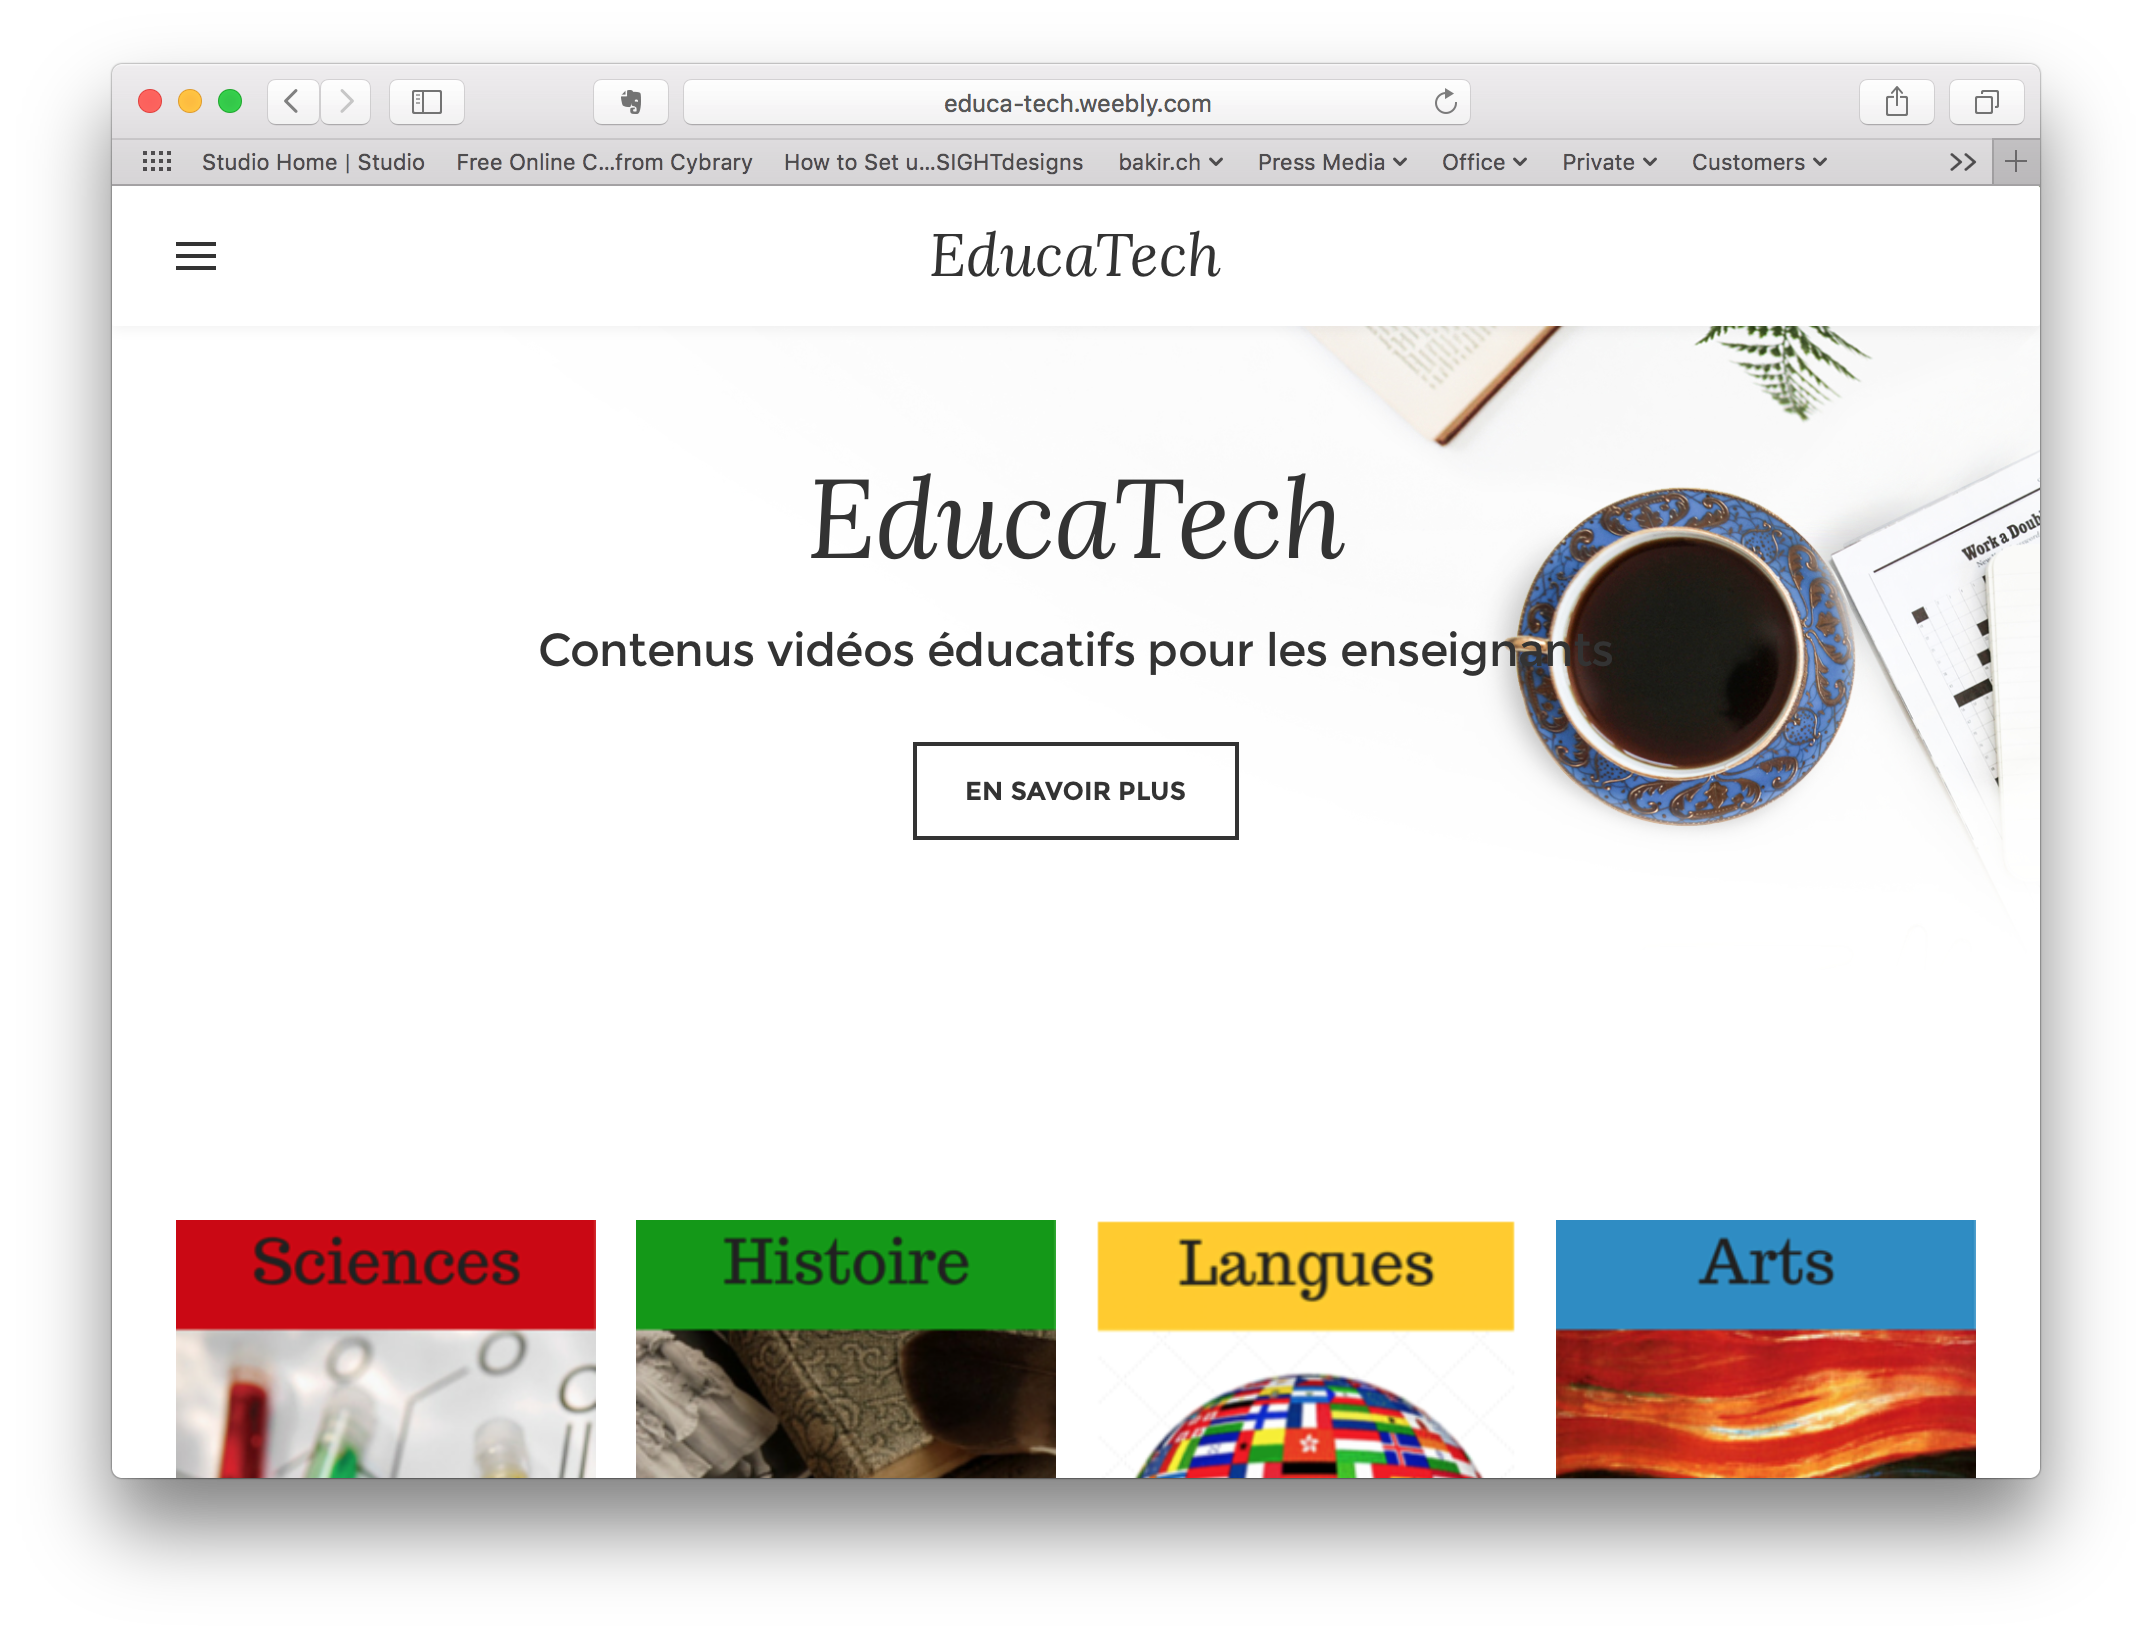 educa-tech.weebly.com
Studio Home | Studio Free Online C...from Cybrary How to Set u...SIGHTdesigns bakir.ch Press Media Office Private Customers
EducaTech
EducaTech
Work a Doub
Contenus vidéos éducatifs pour les enseignants
EN SAVOIR PLUS
Sciences Histoire Langues Arts